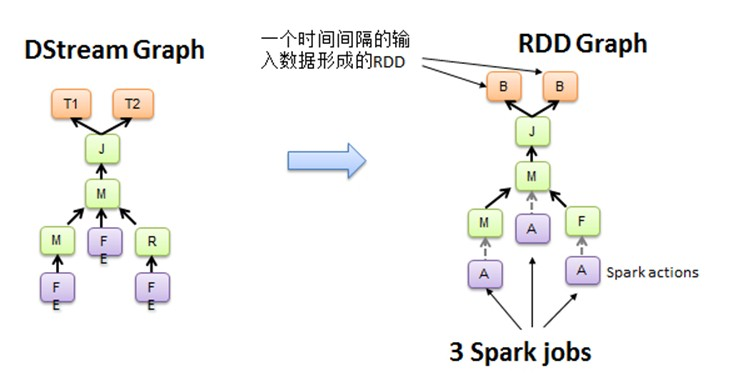 DStream Graph
一个时间间隔的输
入数据形成的RDD
RDD Graph
T1
T2
J
M
M
F
E
R
F
E
F
E
B
B
J
M
M
A
F
A
A
Spark actions
3 Spark jobs